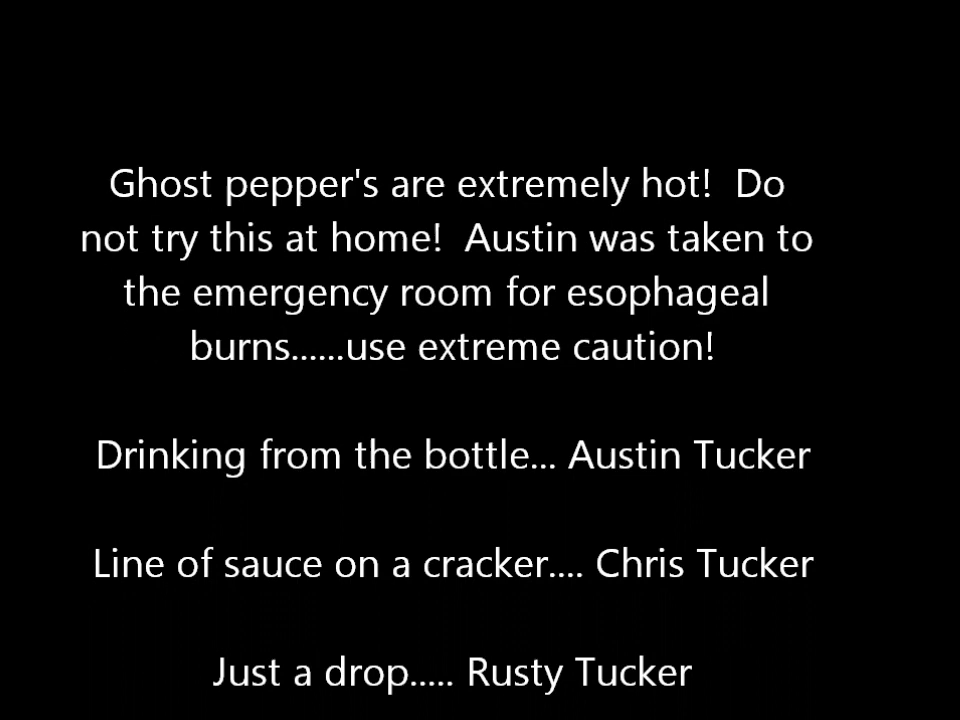 Ghost pepper's are extremely hot!  Do
not try this at home!  Austin was taken to
the emergency room for esophageal
burns......use extreme caution!
Drinking from the bottle... Austin Tucker
Line of sauce on a cracker.... Chris Tucker
Just a drop..... Rusty Tucker